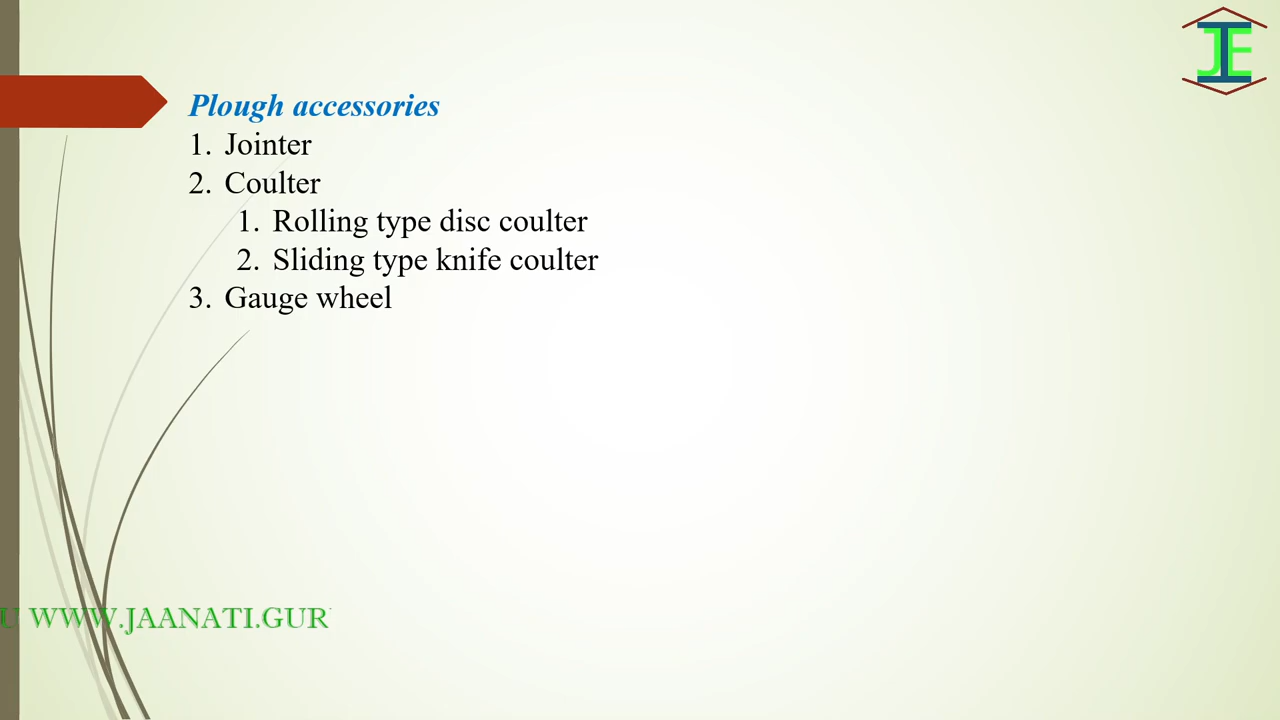 JE
Plough accessories
1. Jointer
2. Coulter
1. Rolling type disc coulter
2. Sliding type knife coulter
3. Gauge wheel
U WWW.JAANATI.GUR